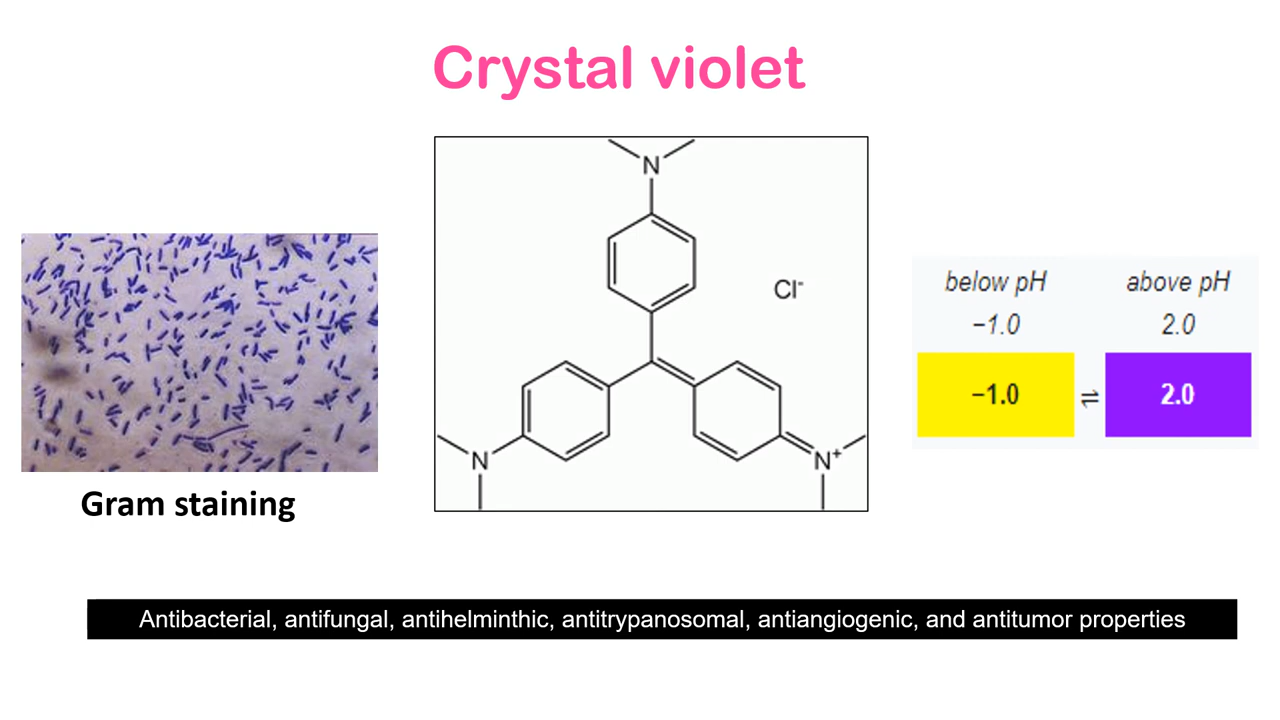 Crystal violet
N
Cl-
N
N+
Gram staining
below pH above pH
−1.0 2.0
−1.0 ⇌ 2.0
Antibacterial, antifungal, antihelminthic, antitrypanosomal, antiangiogenic, and antitumor properties